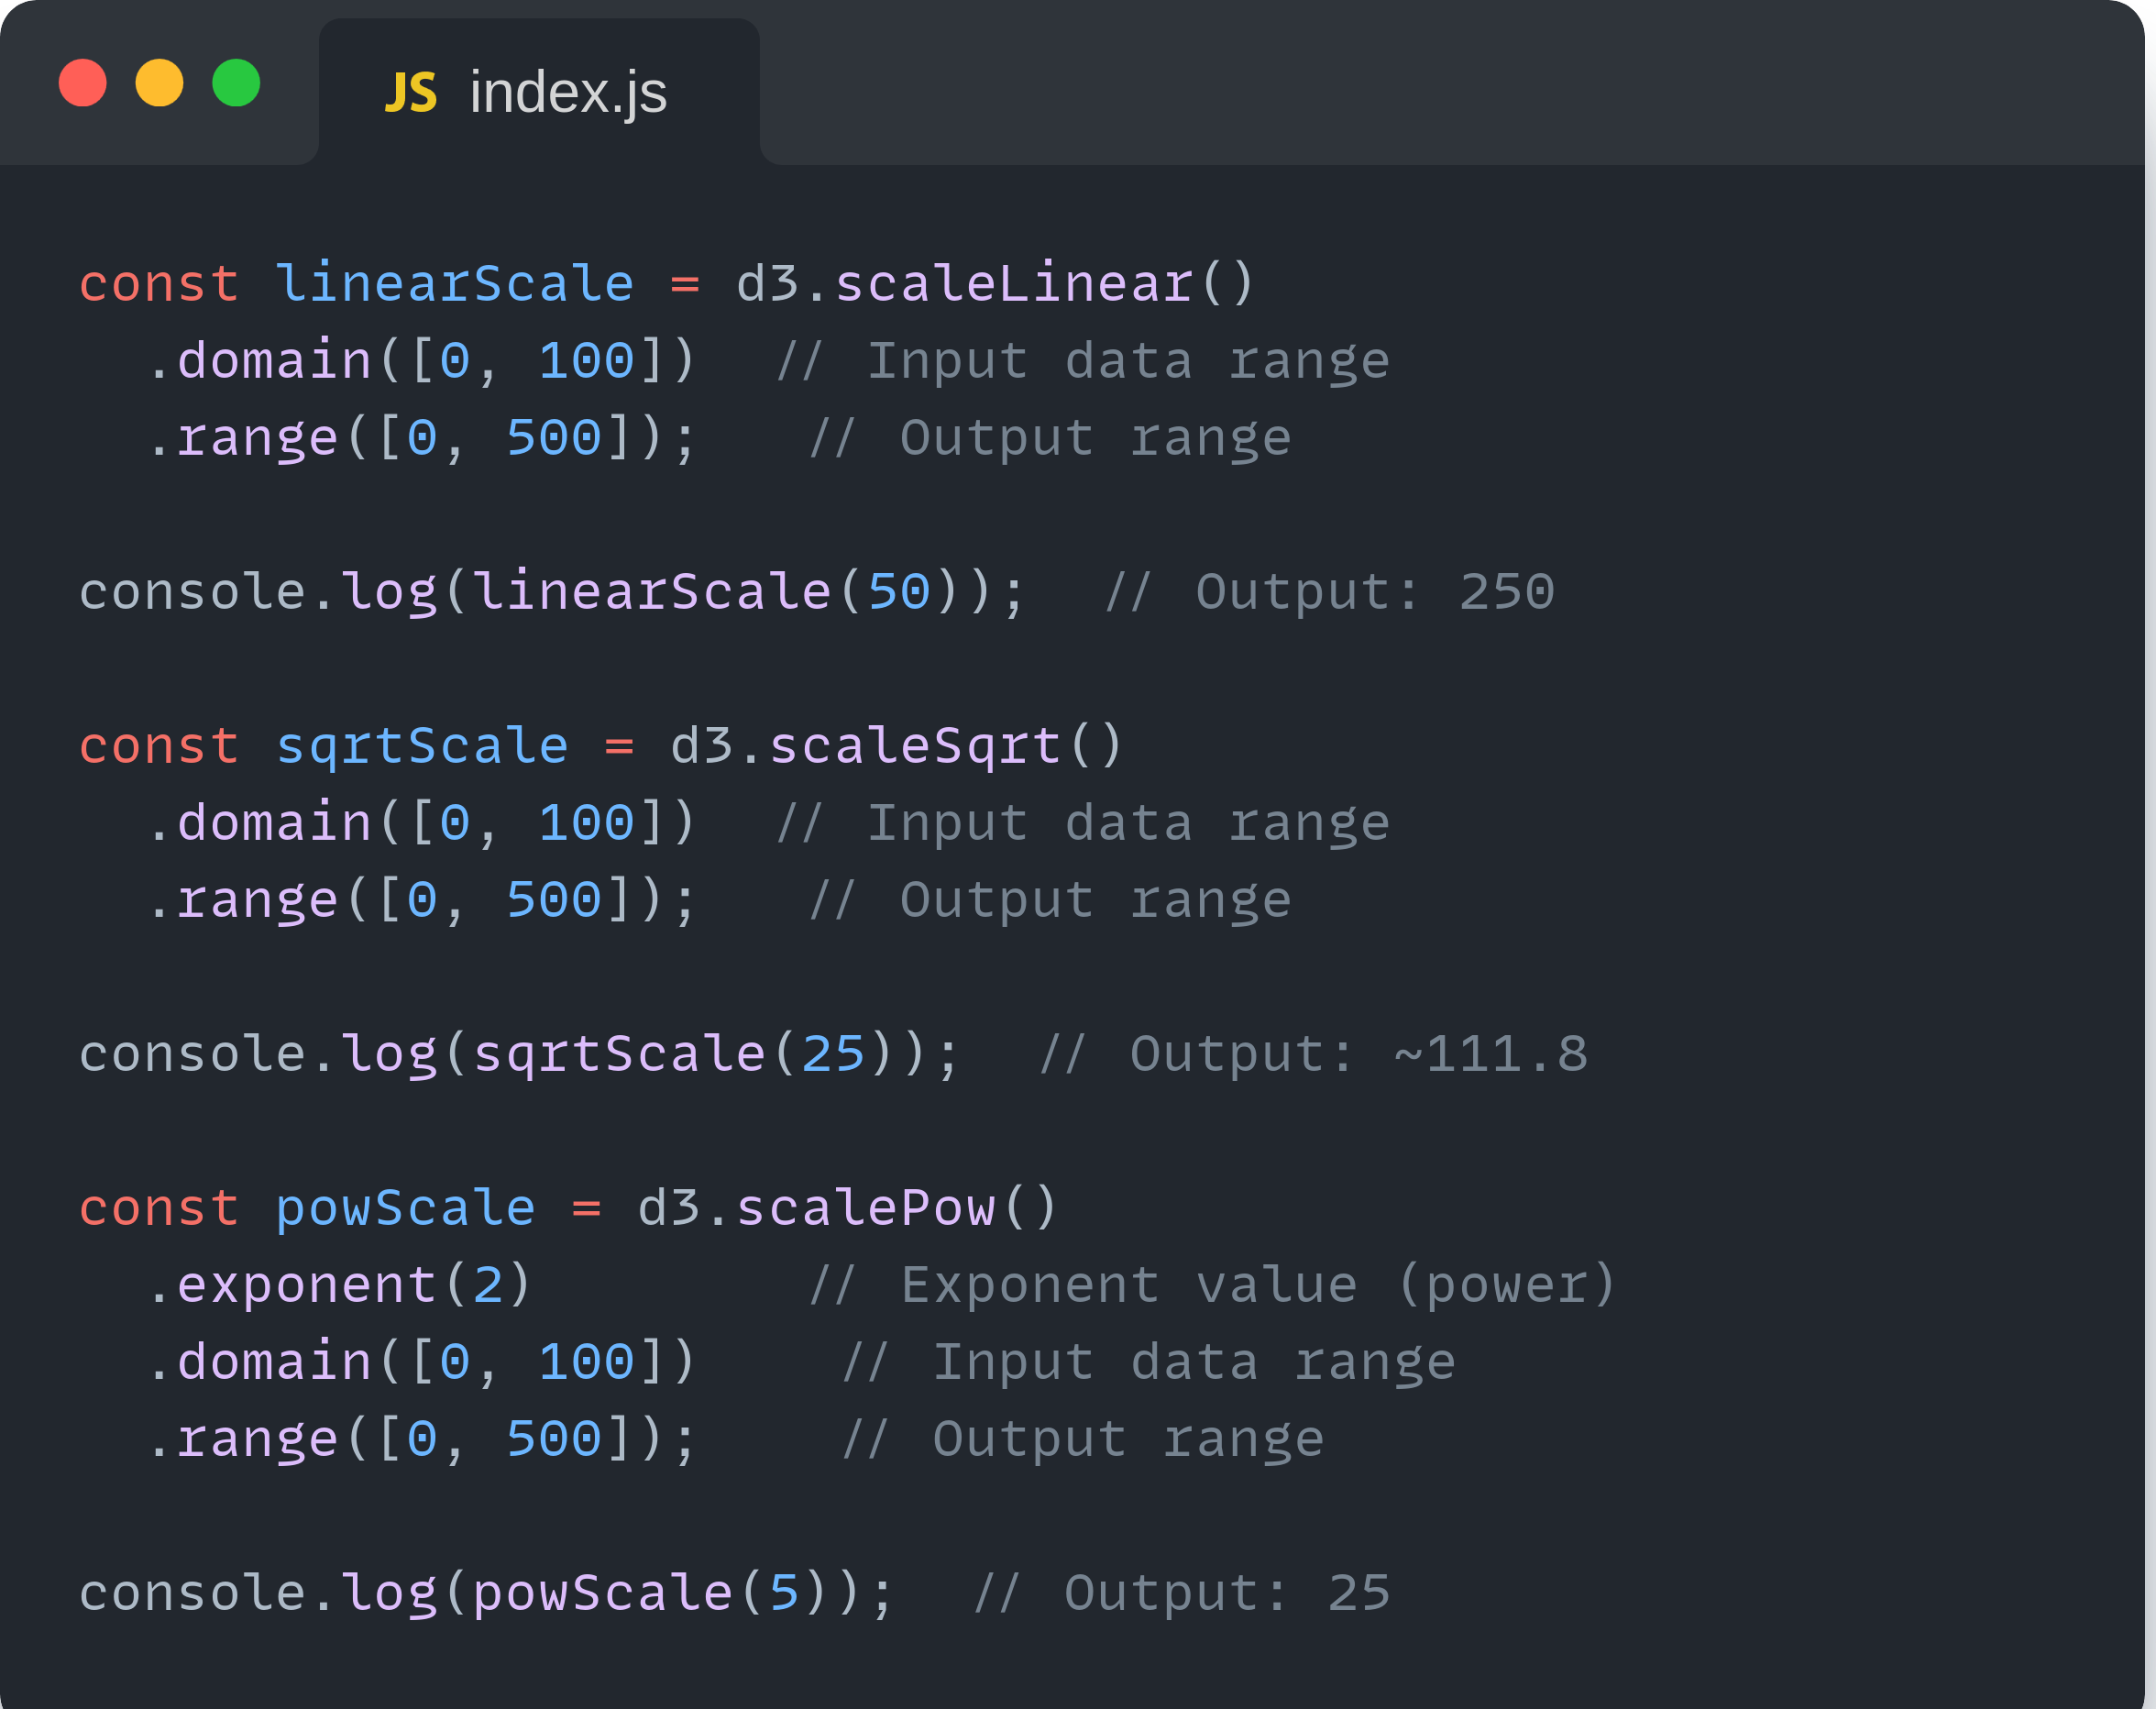 JS index.js
const linearScale = d3.scaleLinear()
  .domain([0, 100])  // Input data range
  .range([0, 500]);   // Output range

console.log(linearScale(50));  // Output: 250

const sqrtScale = d3.scaleSqrt()
  .domain([0, 100])  // Input data range
  .range([0, 500]);   // Output range

console.log(sqrtScale(25));  // Output: ~111.8

const powScale = d3.scalePow()
  .exponent(2)        // Exponent value (power)
  .domain([0, 100])    // Input data range
  .range([0, 500]);    // Output range

console.log(powScale(5));  // Output: 25